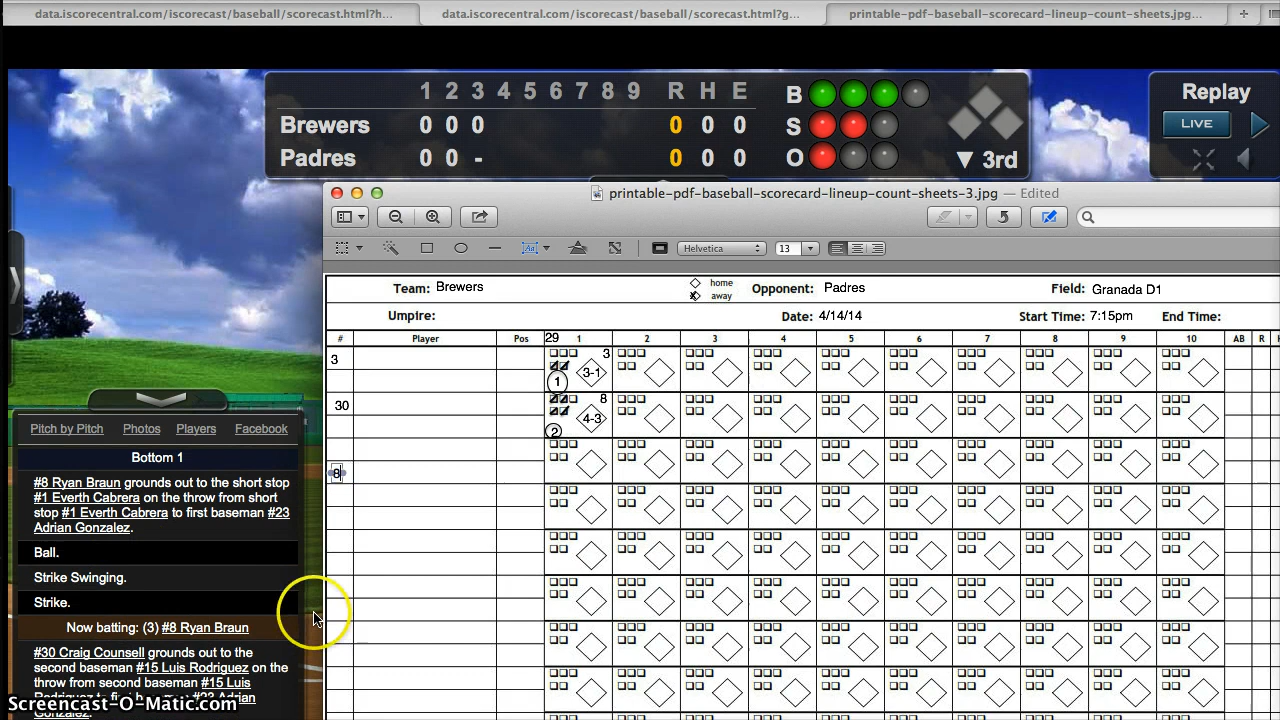 data.iscorecentral.com/iscorecast/baseball/scorecast.html?h...
data.iscorecentral.com/iscorecast/baseball/scorecast.html?g...
printable-pdf-baseball-scorecard-lineup-count-sheets.jpg...
+
1 2 3 4 5 6 7 8 9 R H E
Brewers 0 0 0 0 0 0
Padres 0 0 - 0 0 0
B
S
O
▼ 3rd
Replay
LIVE
printable-pdf-baseball-scorecard-lineup-count-sheets-3.jpg — Edited
Aa
Helvetica
13
Team: Brewers
home
away
Opponent: Padres
Field: Granada D1
Umpire:
Date: 4/14/14
Start Time: 7:15pm
End Time:
# Player Pos 29 1 2 3 4 5 6 7 8 9 10 AB R
3
3
3-1
1
30
8
4-3
2
8
Pitch by Pitch Photos Players Facebook
Bottom 1
#8 Ryan Braun grounds out to the short stop
#1 Everth Cabrera on the throw from short
stop #1 Everth Cabrera to first baseman #23
Adrian Gonzalez.
Ball.
Strike Swinging.
Strike.
Now batting: (3) #8 Ryan Braun
#30 Craig Counsell grounds out to the
second baseman #15 Luis Rodriguez on the
throw from second baseman #15 Luis
Rodriguez to first baseman #23 Adrian
Gonzalez.
Screencast-O-Matic.com